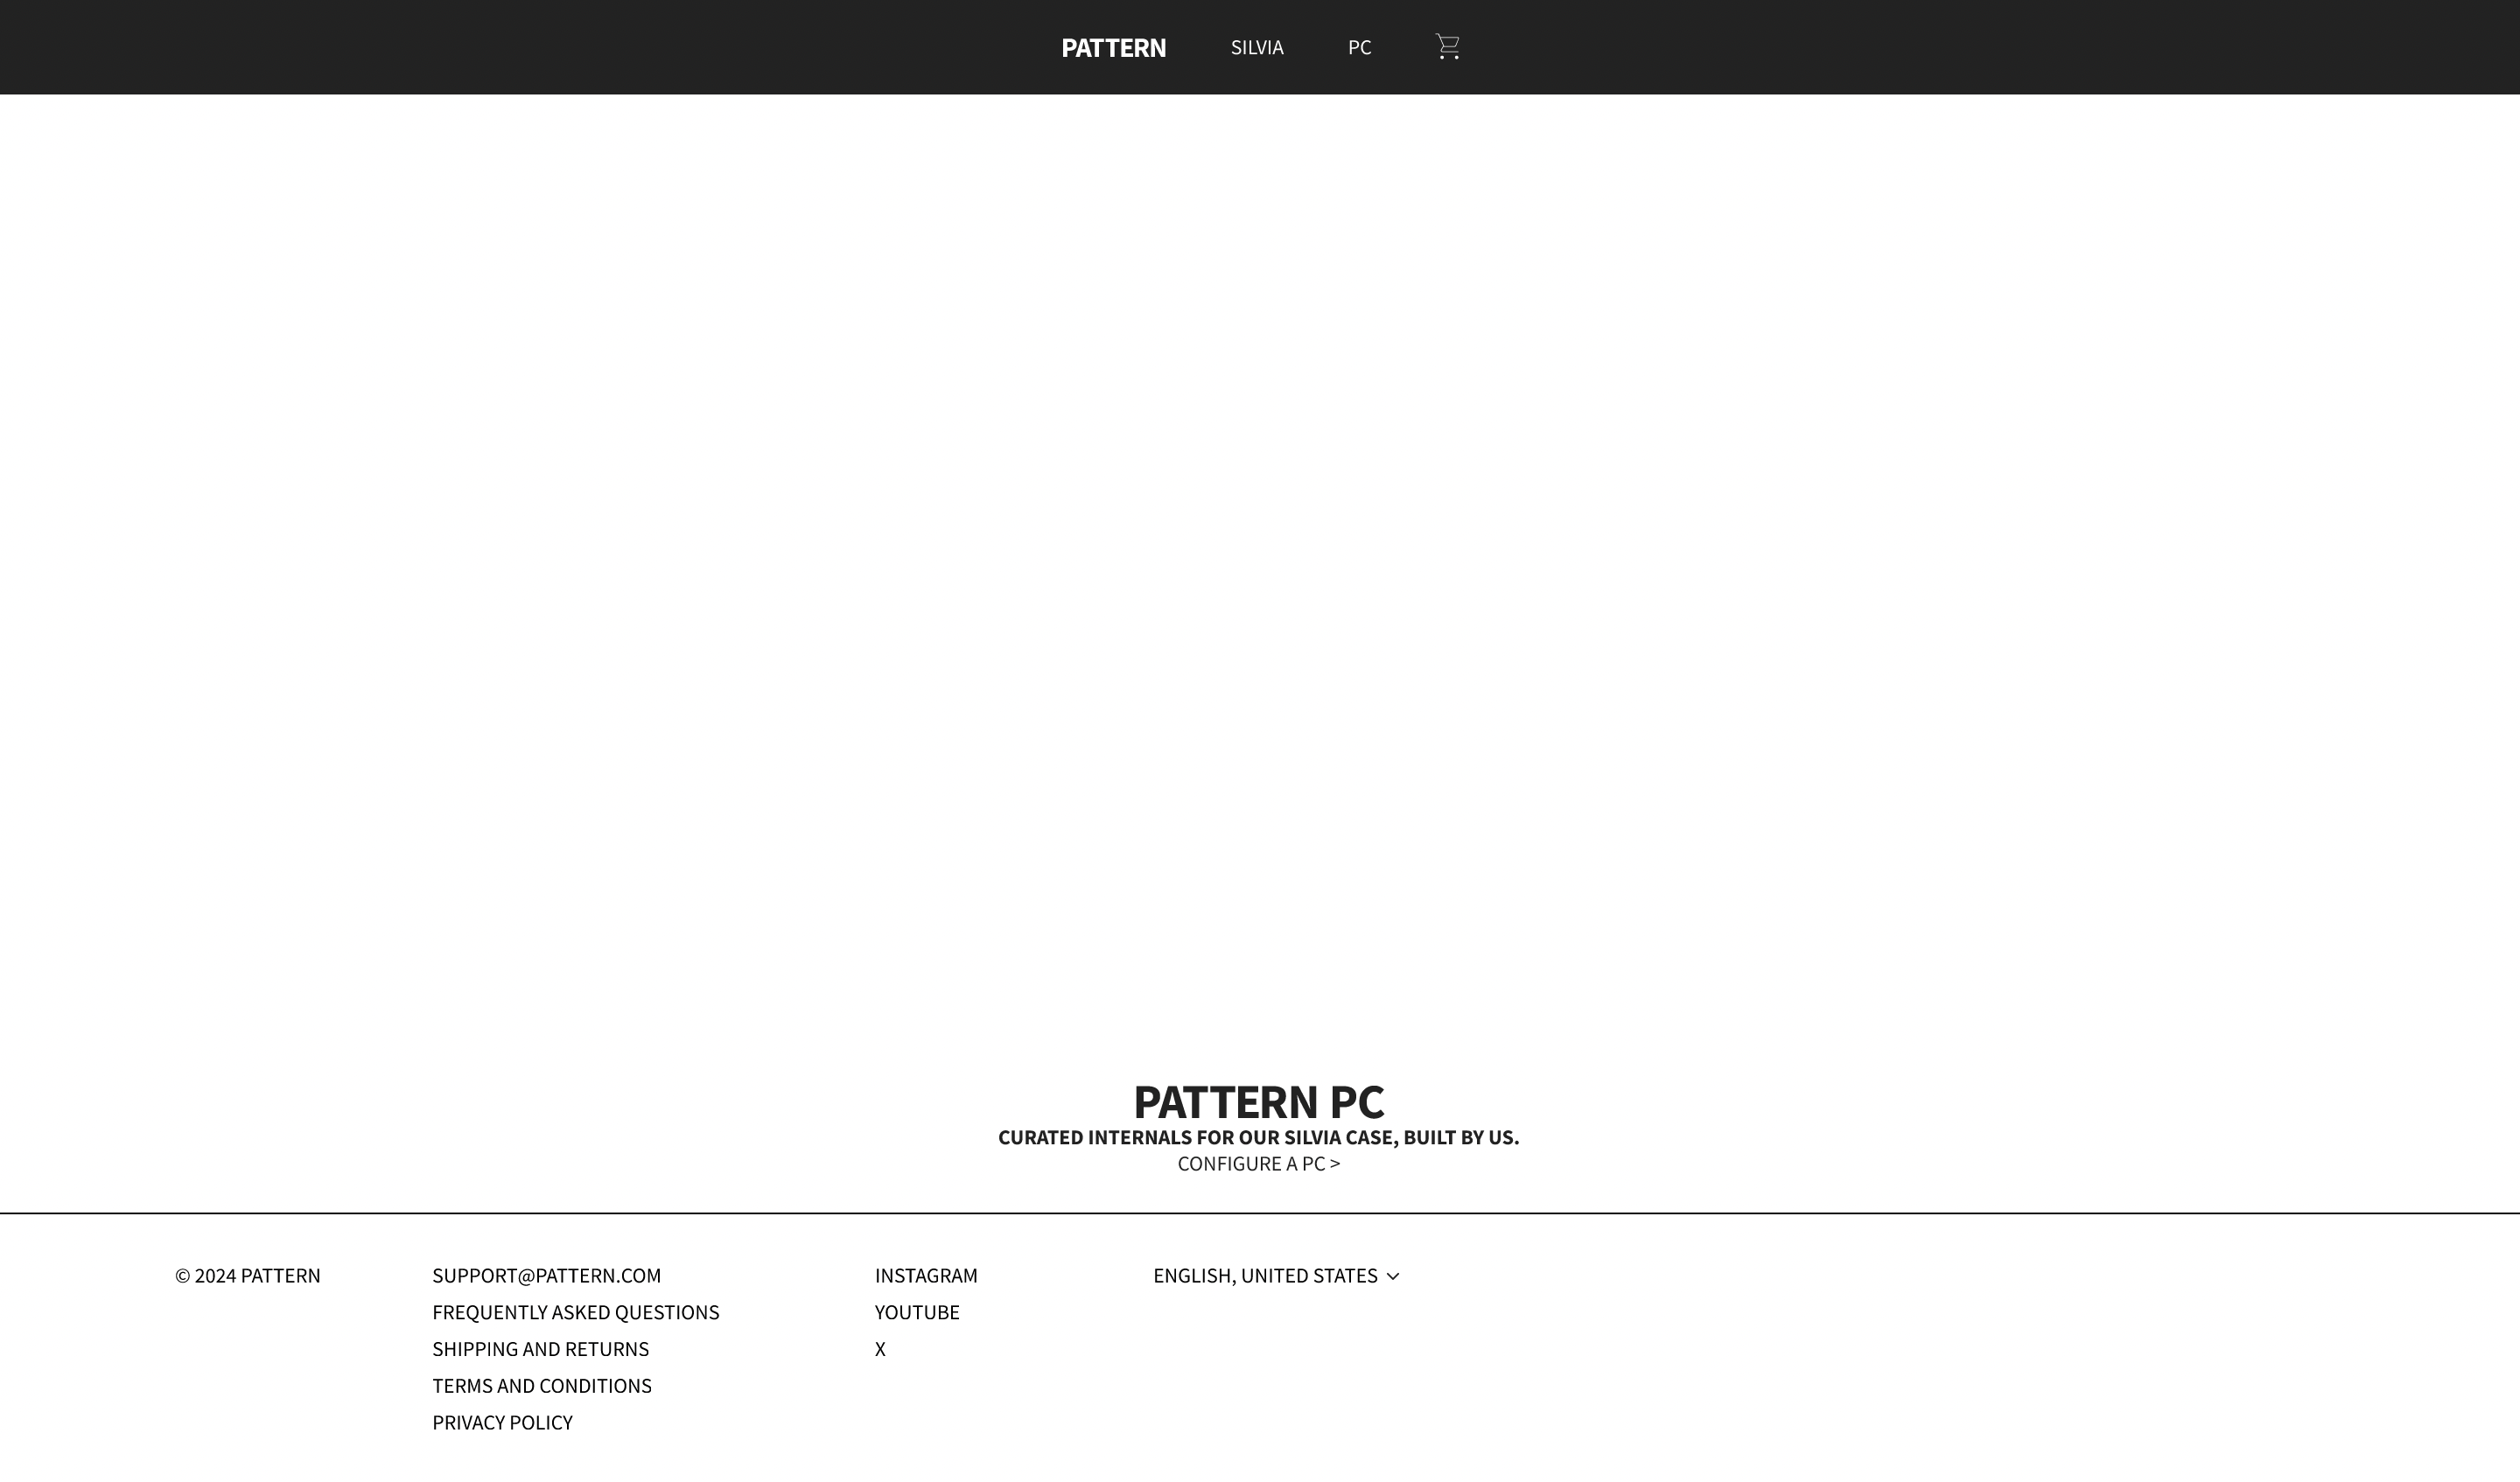 PATTERN SILVIA PC
PATTERN PC
CURATED INTERNALS FOR OUR SILVIA CASE, BUILT BY US.
CONFIGURE A PC >
© 2024 PATTERN
SUPPORT@PATTERN.COM
FREQUENTLY ASKED QUESTIONS
SHIPPING AND RETURNS
TERMS AND CONDITIONS
PRIVACY POLICY
INSTAGRAM
YOUTUBE
X
ENGLISH, UNITED STATES